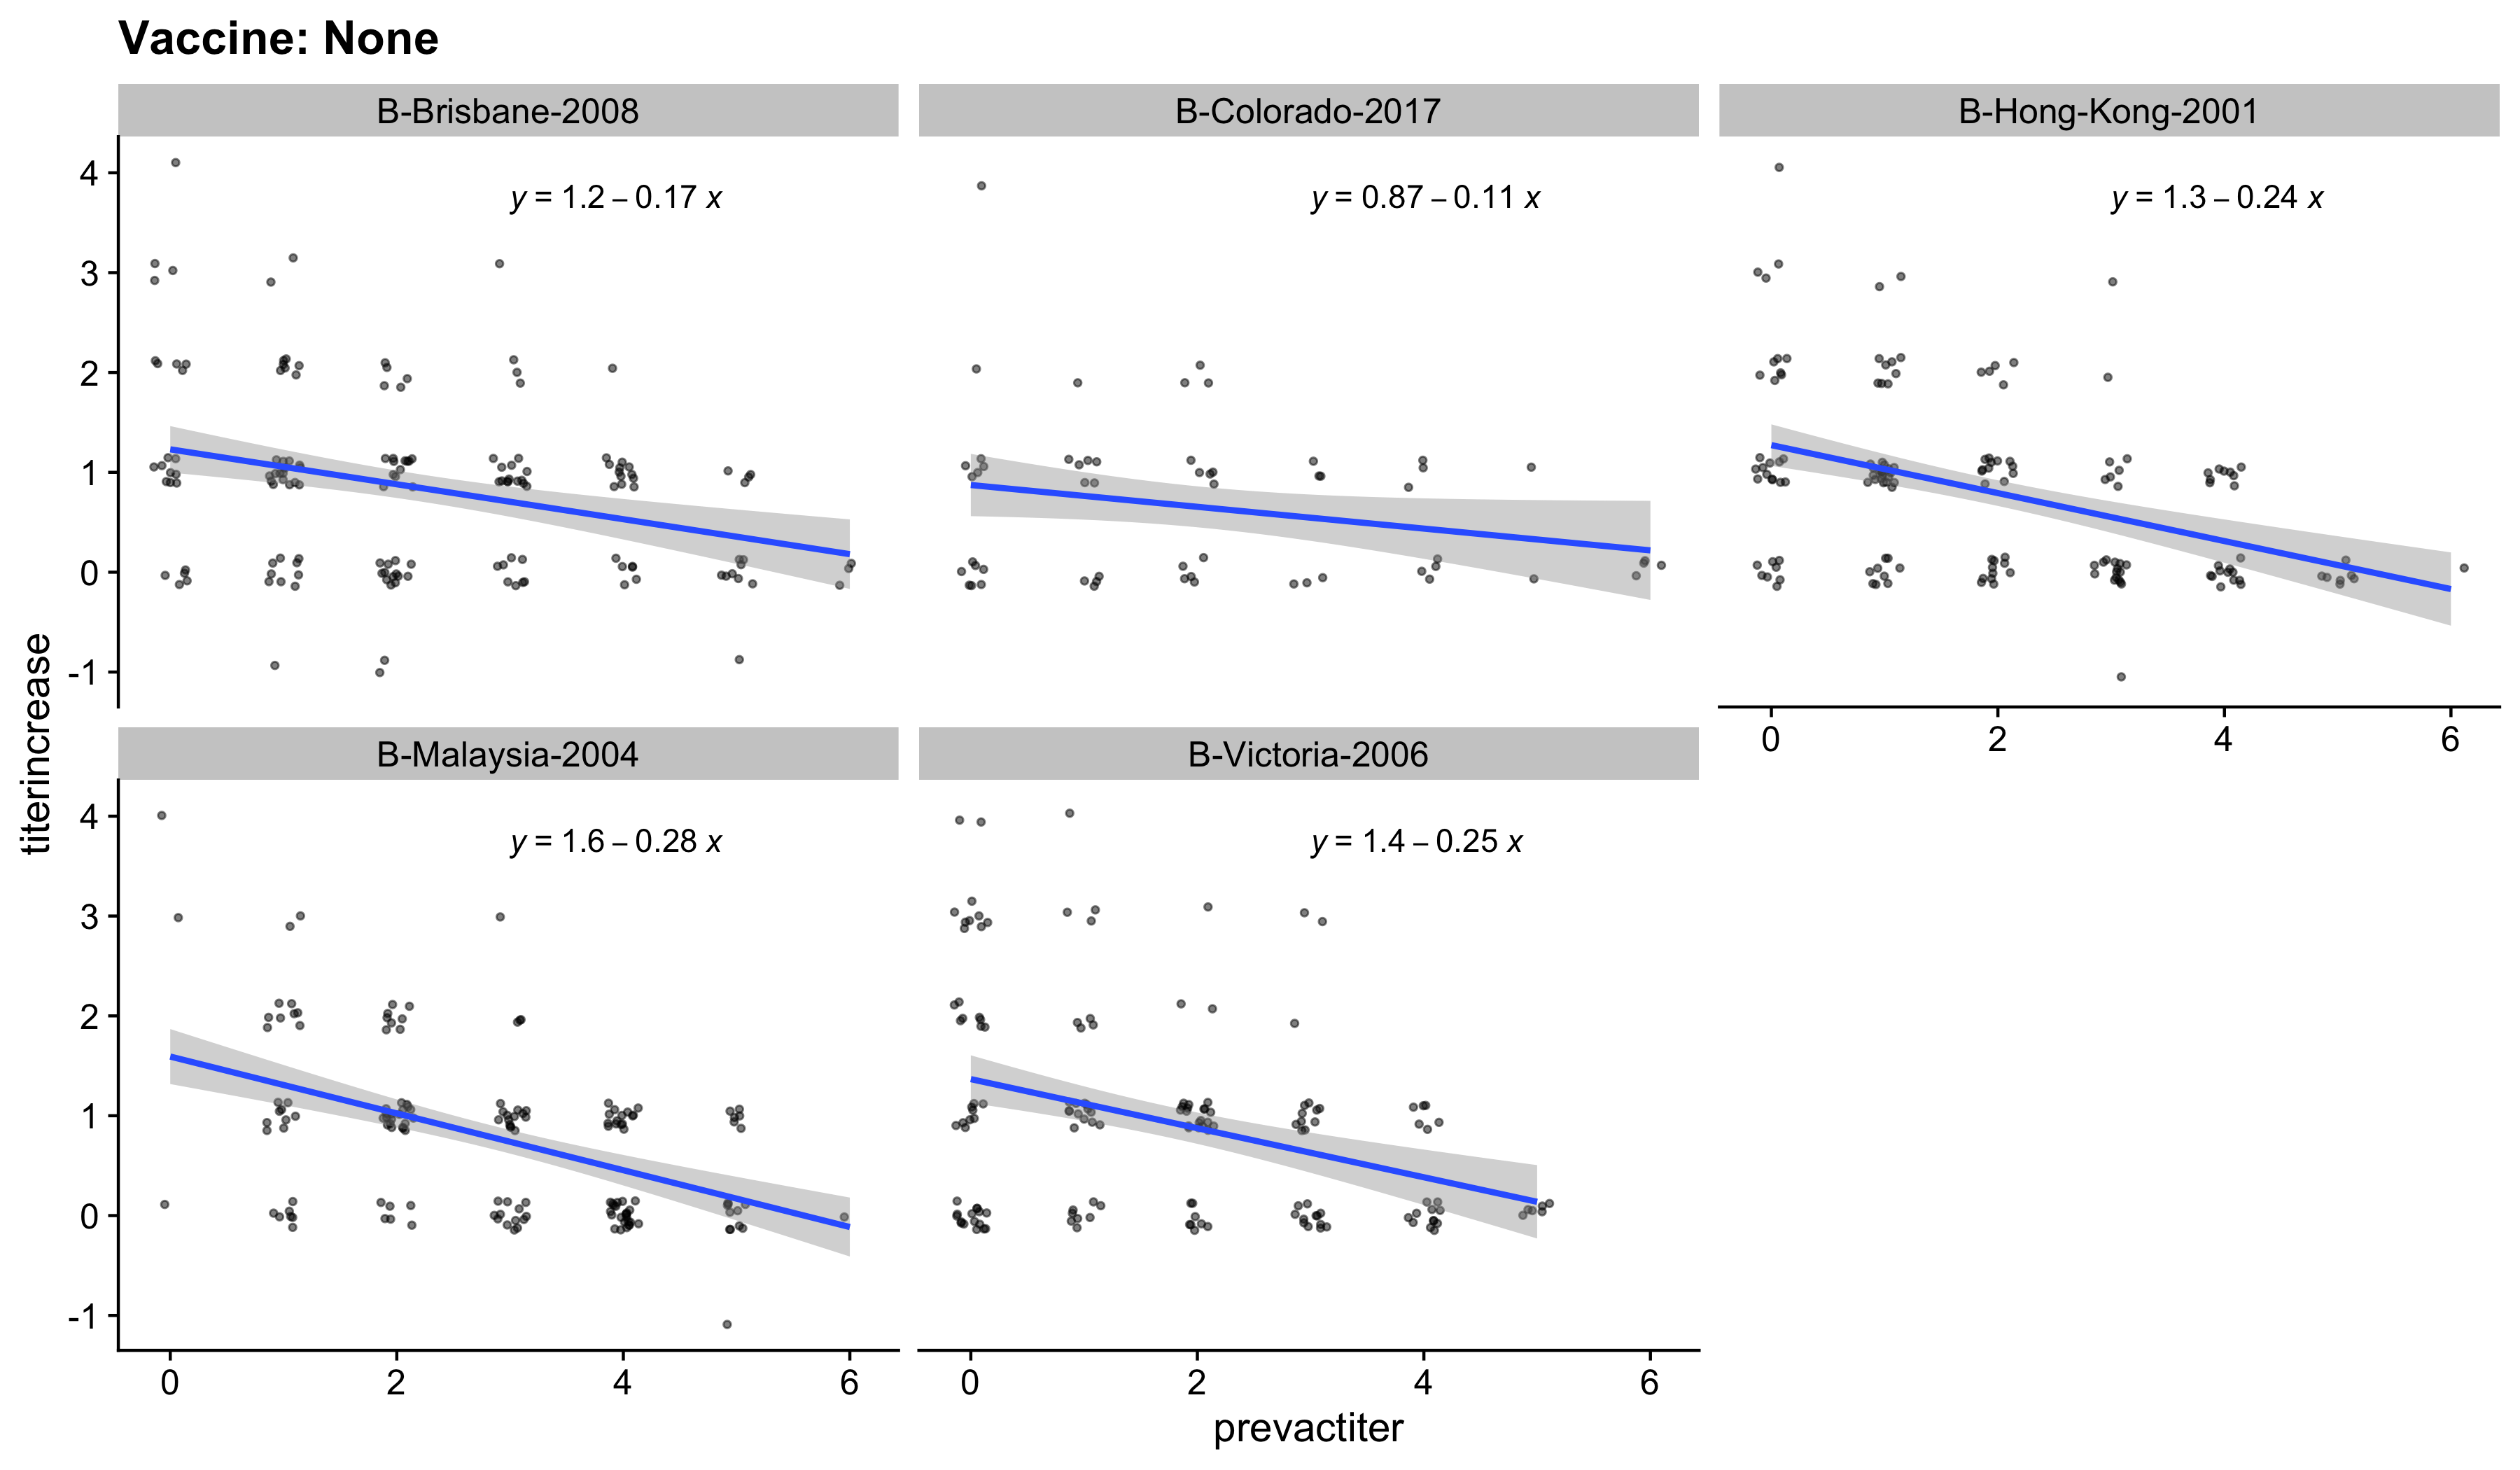 Vaccine: None
B-Brisbane-2008
B-Colorado-2017
B-Hong-Kong-2001
y = 1.2 – 0.17 x
y = 0.87 – 0.11 x
y = 1.3 – 0.24 x
4
3
2
1
0
-1
0 2 4 6
B-Malaysia-2004
B-Victoria-2006
y = 1.6 – 0.28 x
y = 1.4 – 0.25 x
4
3
2
1
0
-1
0 2 4 6
0 2 4 6
titerincrease
prevactiter